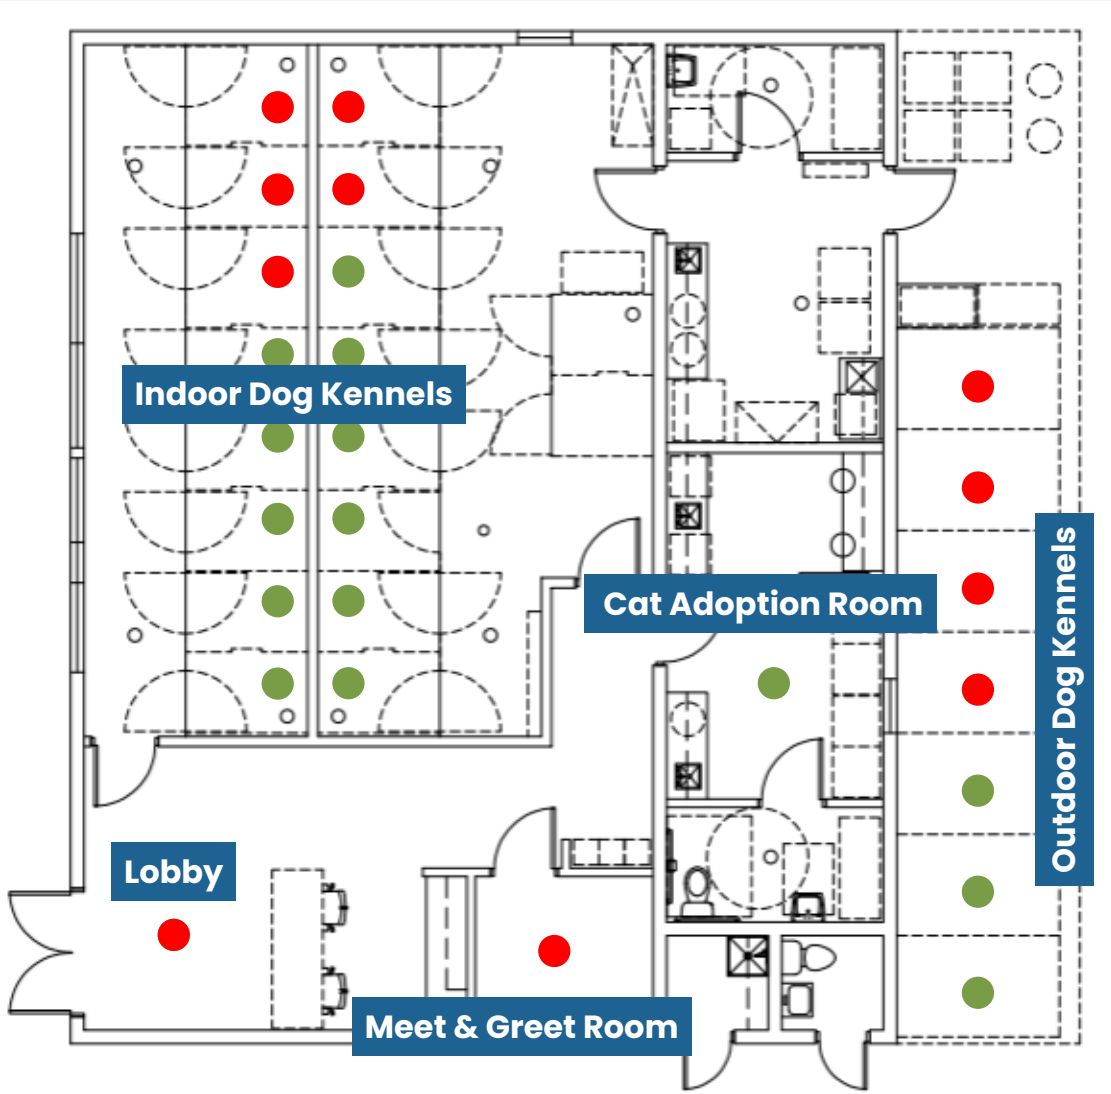 Indoor Dog Kennels
Cat Adoption Room
Outdoor Dog Kennels
Lobby
Meet & Greet Room